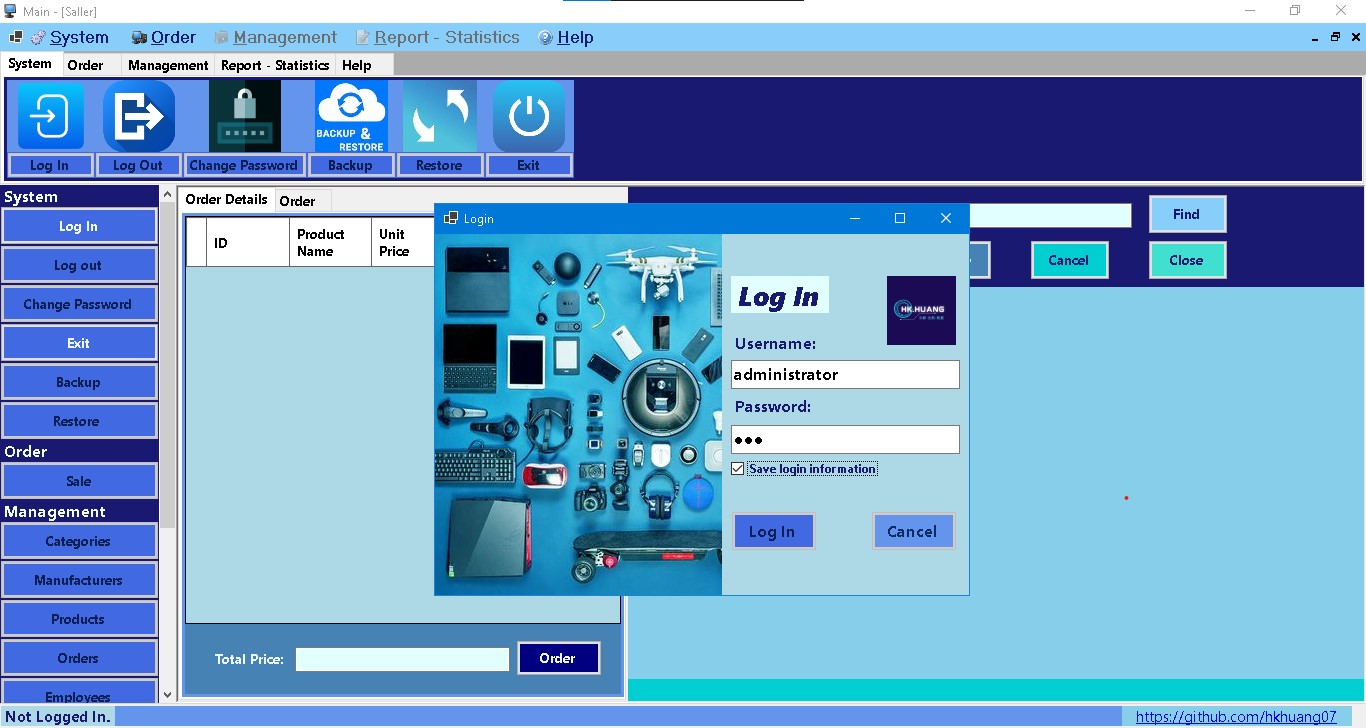 Main - [Saller]
System Order Management Report - Statistics Help
System Order Management Report - Statistics Help
BACKUP &
RESTORE
Log In Log Out Change Password Backup Restore Exit
System
Log In
Log out
Change Password
Exit
Backup
Restore
Order
Sale
Management
Categories
Manufacturers
Products
Orders
Employees
Order Details Order
ID
Product
Name
Unit
Price
Total Price:
Order
Find
Cancel
Close
Login
Log In
HK.HUANG
Username:
administrator
Password:
●●●
Save login information
Log In
Cancel
Not Logged In.
https://github.com/hkhuang07